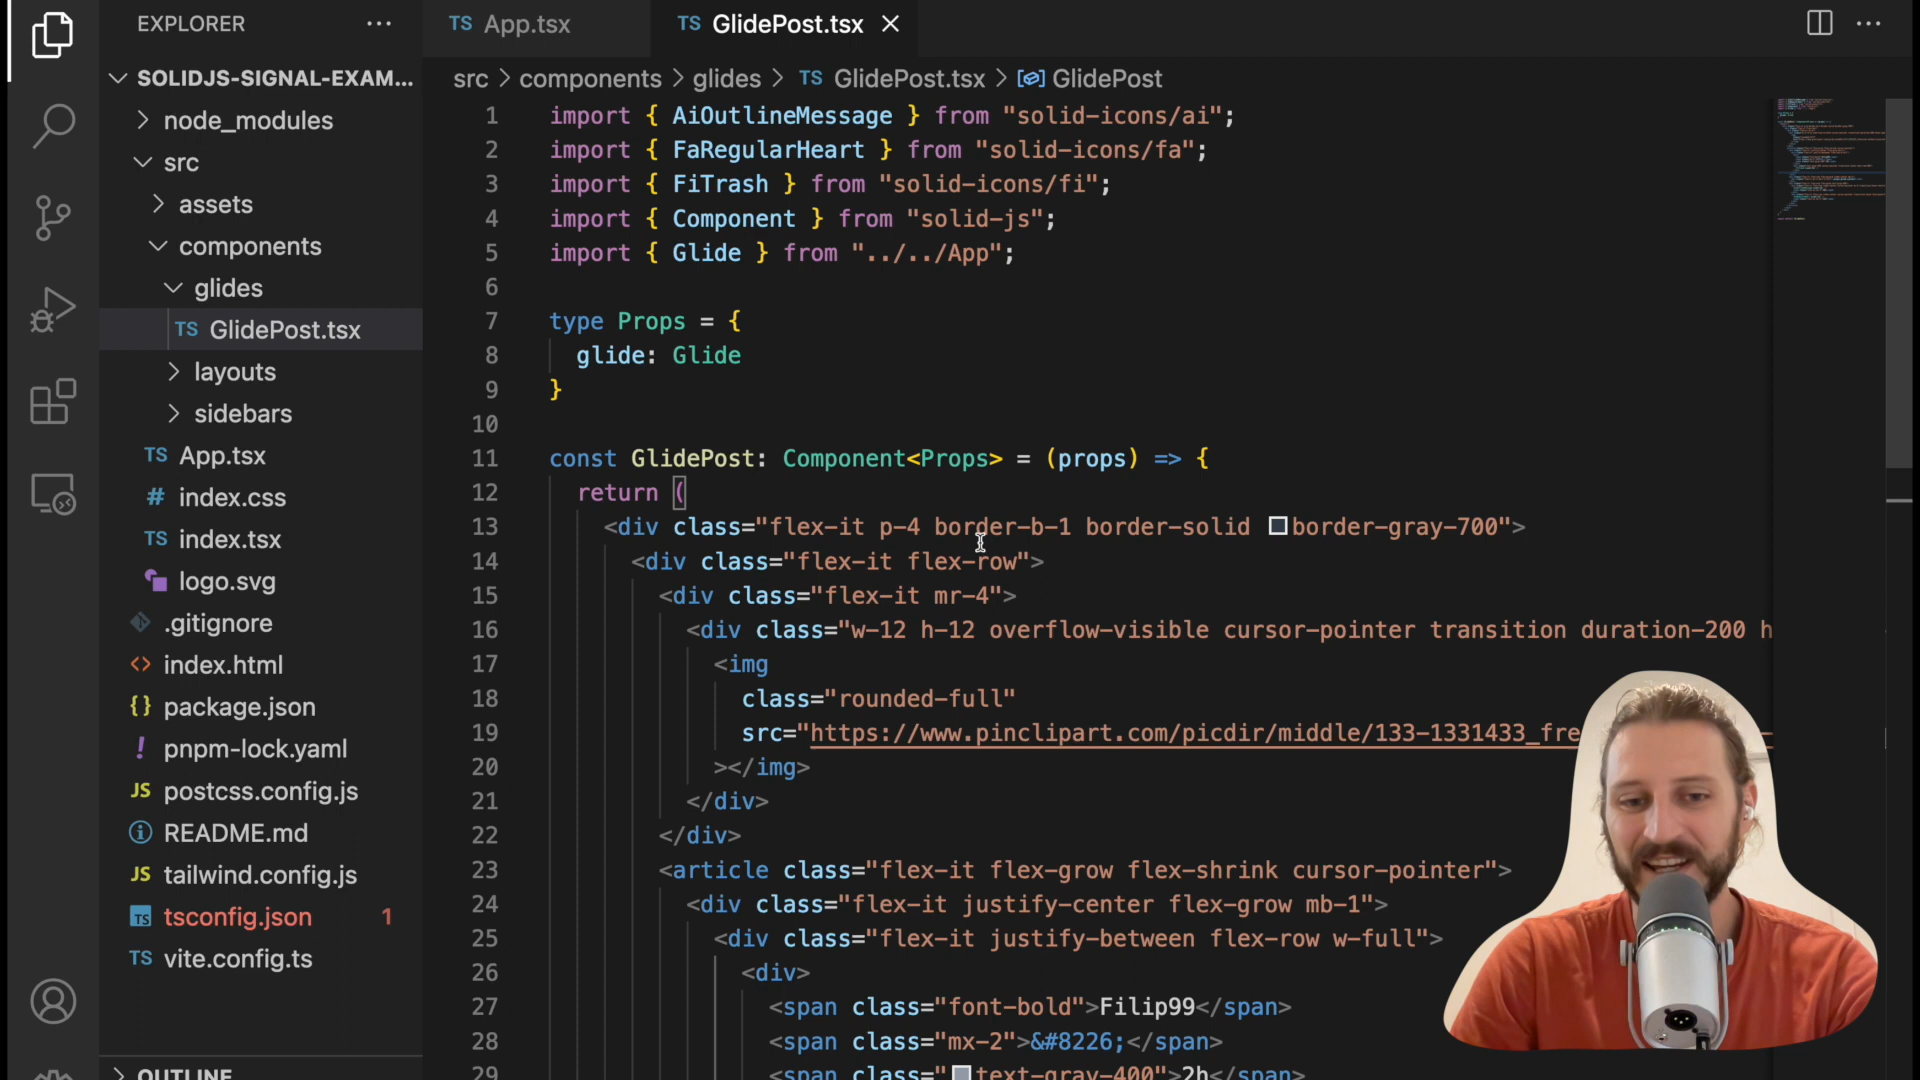 EXPLORER
SOLIDJS-SIGNAL-EXAM...
node_modules
src
assets
components
glides
TS GlidePost.tsx
layouts
sidebars
TS App.tsx
# index.css
TS index.tsx
logo.svg
.gitignore
<> index.html
{} package.json
! pnpm-lock.yaml
JS postcss.config.js
README.md
JS tailwind.config.js
TS tsconfig.json 1
TS vite.config.ts
OUTLINE
TS App.tsx
TS GlidePost.tsx
src > components > glides > TS GlidePost.tsx > GlidePost
1 import { AiOutlineMessage } from "solid-icons/ai";
2 import { FaRegularHeart } from "solid-icons/fa";
3 import { FiTrash } from "solid-icons/fi";
4 import { Component } from "solid-js";
5 import { Glide } from "../../App";
6
7 type Props = {
8 glide: Glide
9 }
10
11 const GlidePost: Component<Props> = (props) => {
12 return (
13 <div class="flex-it p-4 border-b-1 border-solid border-gray-700">
14 <div class="flex-it flex-row">
15 <div class="flex-it mr-4">
16 <div class="w-12 h-12 overflow-visible cursor-pointer transition duration-200 h
17 <img
18 class="rounded-full"
19 src="https://www.pinclipart.com/picdir/middle/133-1331433_fre
20 ></img>
21 </div>
22 </div>
23 <article class="flex-it flex-grow flex-shrink cursor-pointer">
24 <div class="flex-it justify-center flex-grow mb-1">
25 <div class="flex-it justify-between flex-row w-full">
26 <div>
27 <span class="font-bold">Filip99</span>
28 <span class="mx-2">&#8226;</span>
29 <span class="text-gray-400">2h</span>